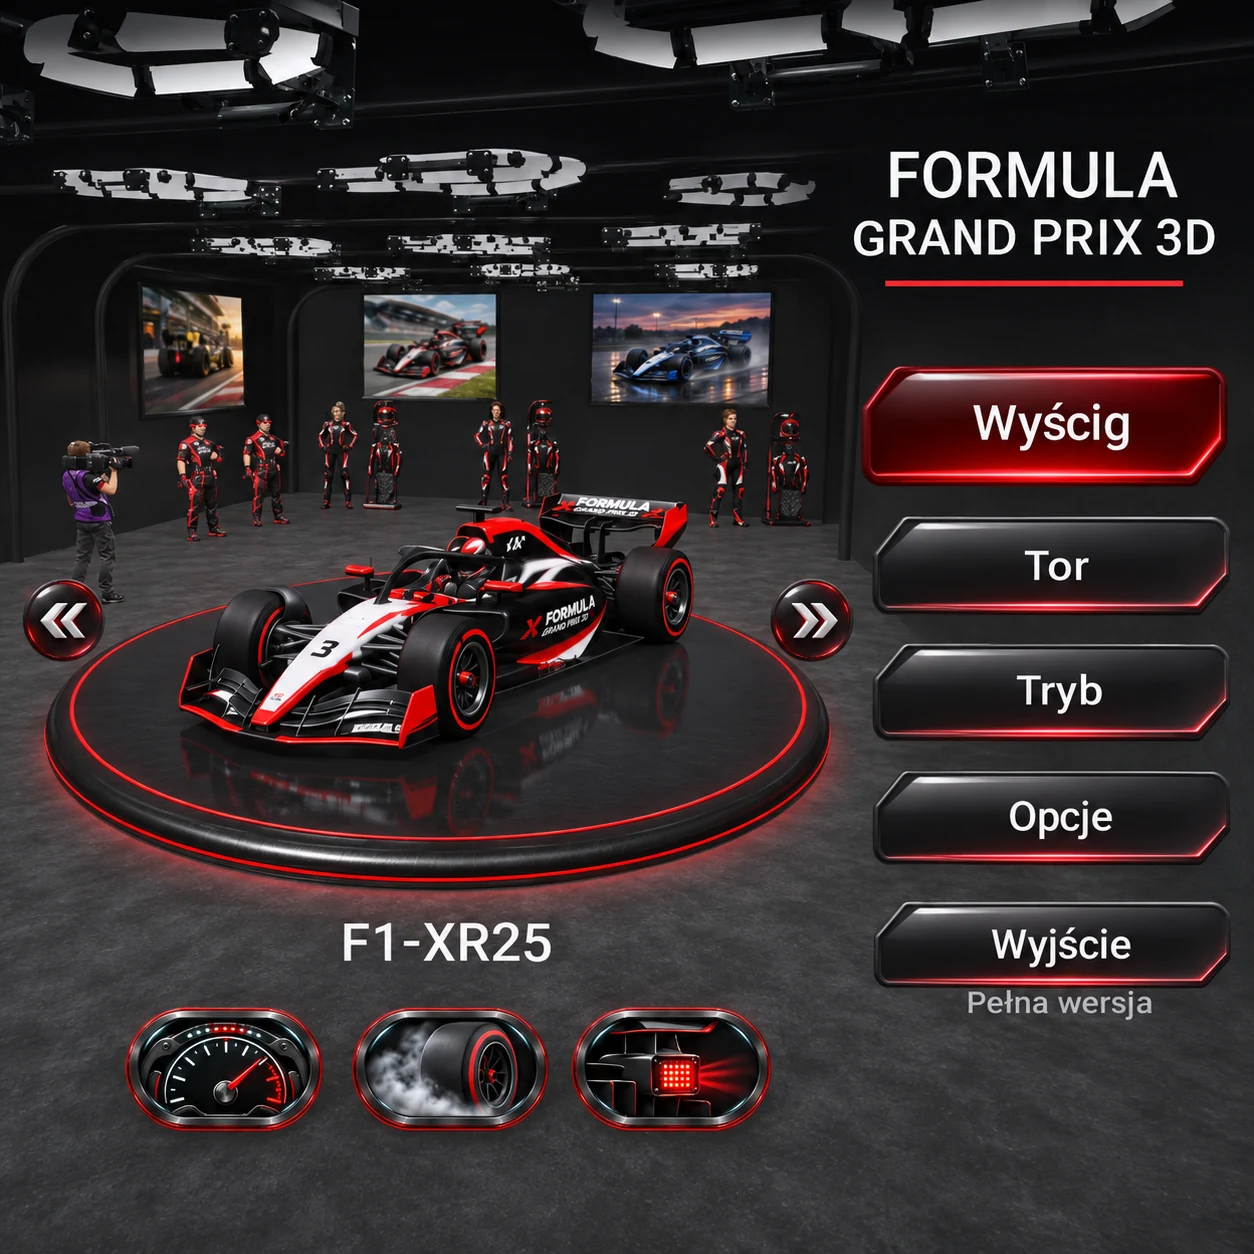 FORMULA
GRAND PRIX 3D
Wyścig
Tor
Tryb
Opcje
Wyjście
Pełna wersja
FORMULA
GRAND PRIX 3D
X FORMULA
GRAND PRIX 3D
3
F1-XR25